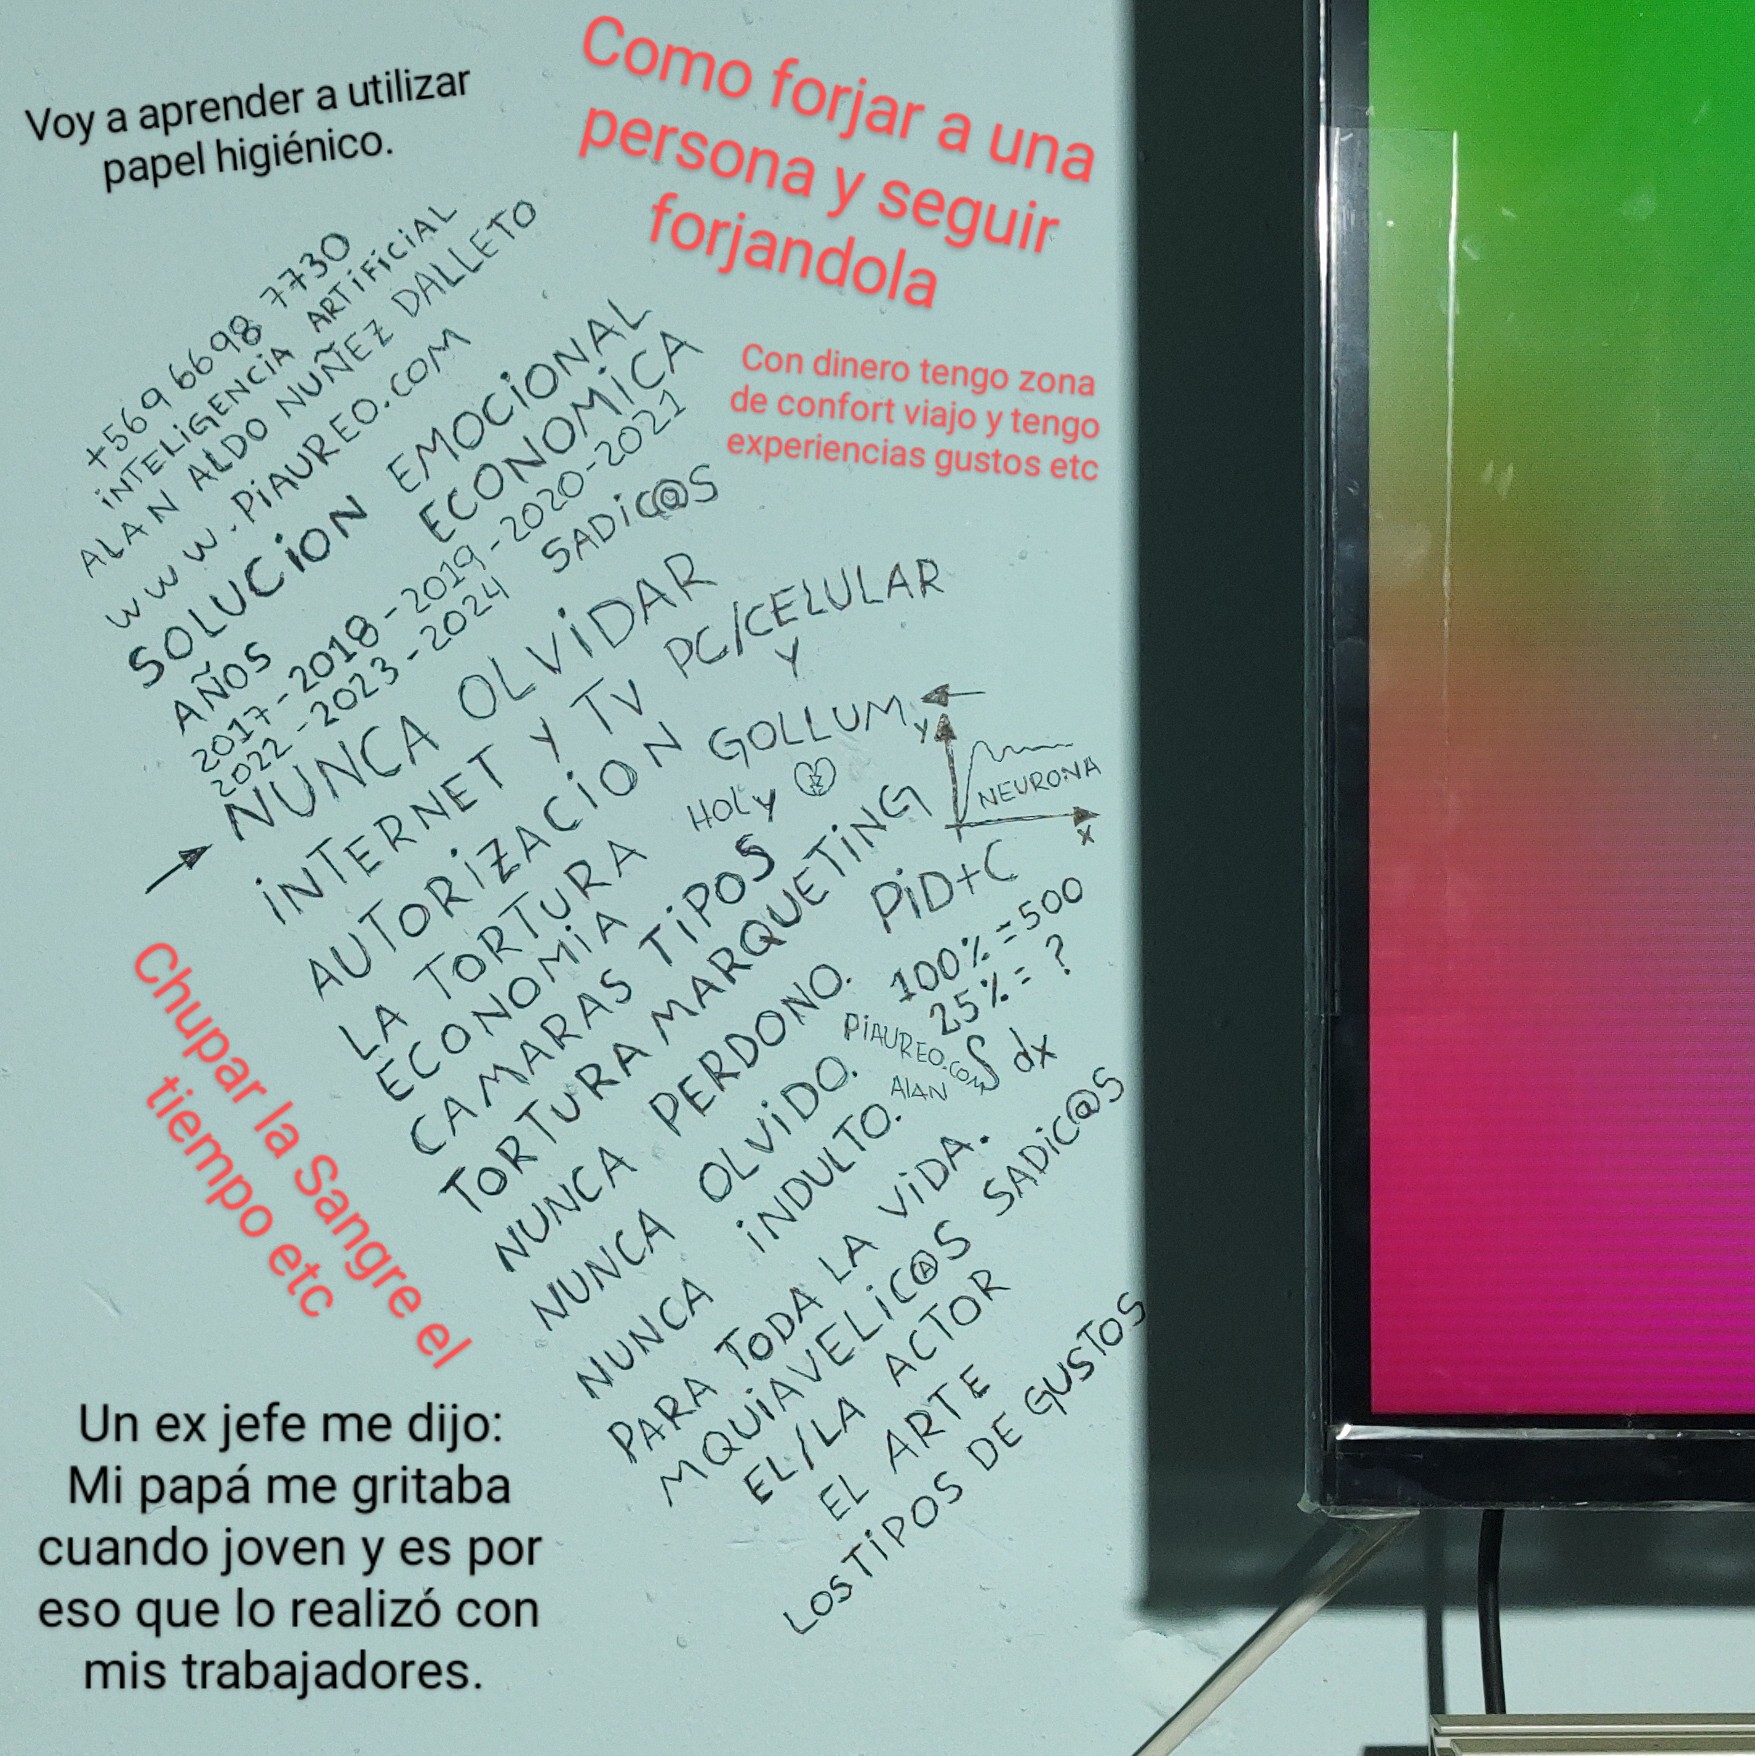 Voy a aprender a utilizar
papel higiénico.
Como forjar a una
persona y seguir
forjandola
Con dinero tengo zona
de confort viajo y tengo
experiencias gustos etc
+569 6698 7730
INTELIGENCIA ARTIFICIAL
ALAN ALDO NUÑEZ DALLETO
WWW.PIAUREO.COM
SOLUCION EMOCIONAL
ECONOMICA
AÑOS
2017-2018-2019-2020-2021
2022-2023-2024 SADIC@S
NUNCA OLVIDAR
INTERNET Y TV PC/CELULAR
Y
AUTORIZACION GOLLUM
LA TORTURA HOLY
ECONOMIA
CAMARAS TIPOS
TORTURA MARQUETING
Y
NEURONA
X
NUNCA PERDONO. PID+C
100%=500
25%=?
NUNCA OLVIDO. PIAUREO.COM
ALAN
∫ dx
NUNCA INDULTO.
PARA TODA LA VIDA.
MQUIAVELIC@S SADIC@S
EL/LA ACTOR
EL ARTE
LOS TIPOS DE GUSTOS
Chupar la Sangre el
tiempo etc
Un ex jefe me dijo:
Mi papá me gritaba
cuando joven y es por
eso que lo realizó con
mis trabajadores.